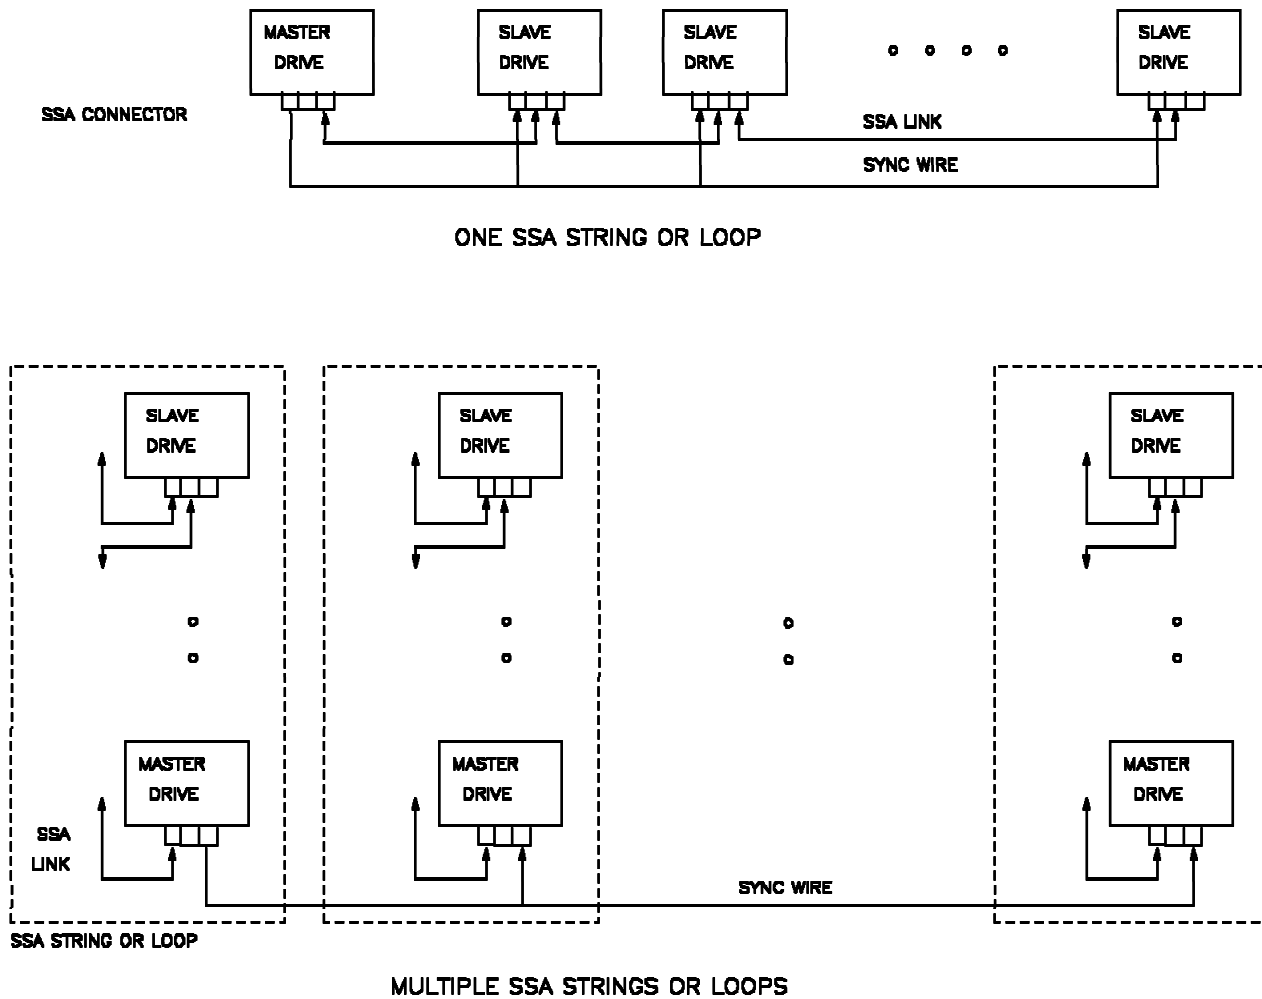 MASTER
DRIVE
SLAVE
DRIVE
SLAVE
DRIVE
SLAVE
DRIVE
SSA CONNECTOR
SSA LINK
SYNC WIRE
ONE SSA STRING OR LOOP
SLAVE
DRIVE
SLAVE
DRIVE
SLAVE
DRIVE
MASTER
DRIVE
MASTER
DRIVE
MASTER
DRIVE
SSA
LINK
SYNC WIRE
SSA STRING OR LOOP
MULTIPLE SSA STRINGS OR LOOPS